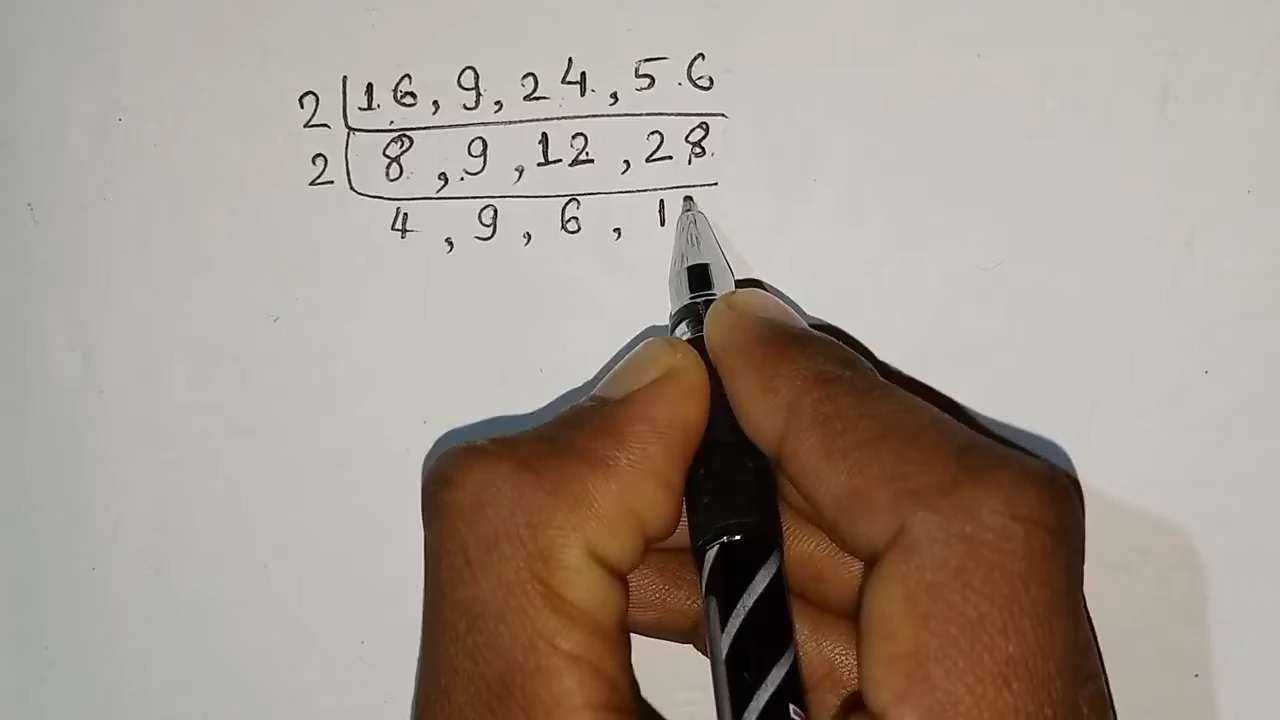 2 16, 9, 24, 56
2 8, 9, 12, 28
4, 9, 6, 1